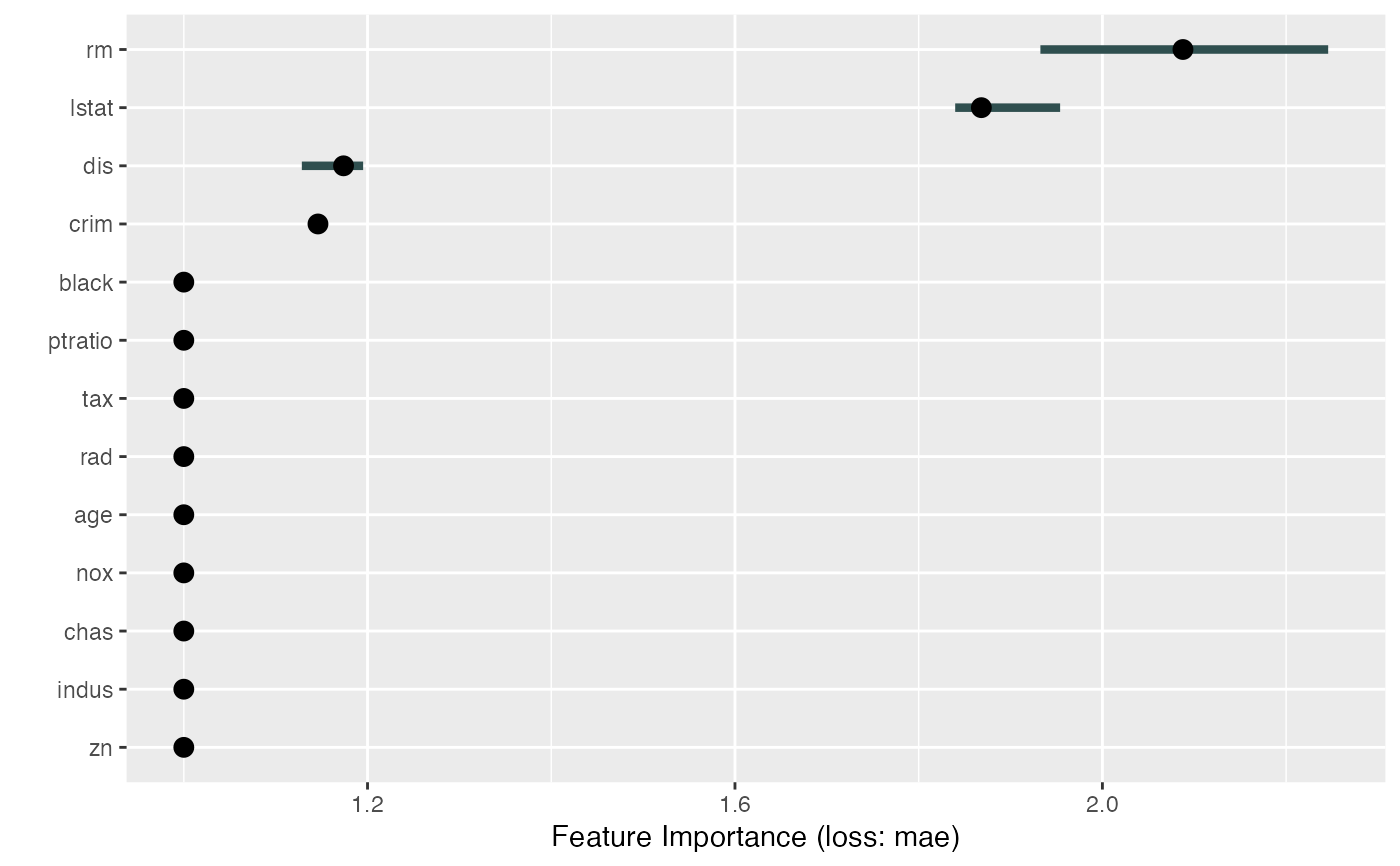 rm
lstat
dis
crim
black
ptratio
tax
rad
age
nox
chas
indus
zn
1.2 1.6 2.0
Feature Importance (loss: mae)